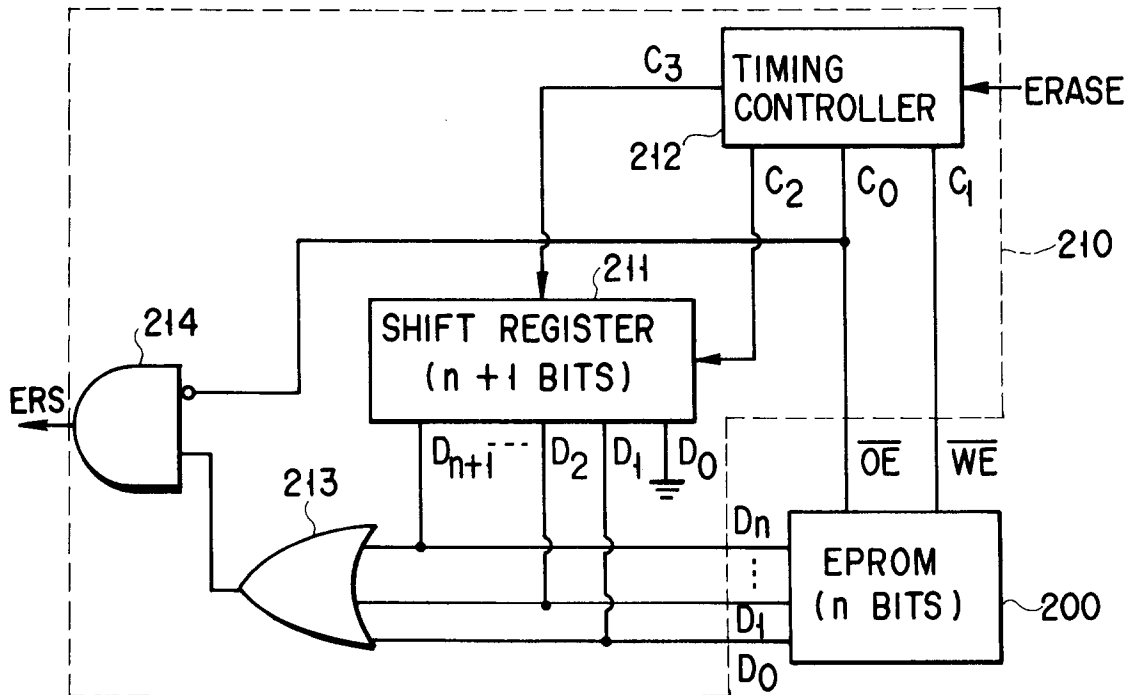 C3
TIMING
CONTROLLER
ERASE
212
C2
C0
C1
210
211
214
SHIFT REGISTER
(n + 1 BITS)
ERS
Dn+1 ---- D2 D1 D0
OE
WE
213
Dn
EPROM
(n BITS)
200
D1
D0